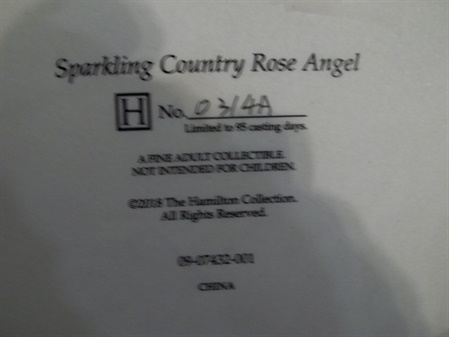 Sparkling Country Rose Angel
H No. 0314A
Limited to 95 casting days.
A FINE ADULT COLLECTIBLE.
NOT INTENDED FOR CHILDREN.
©2018 The Hamilton Collection.
All Rights Reserved.
09-07432-001
CHINA